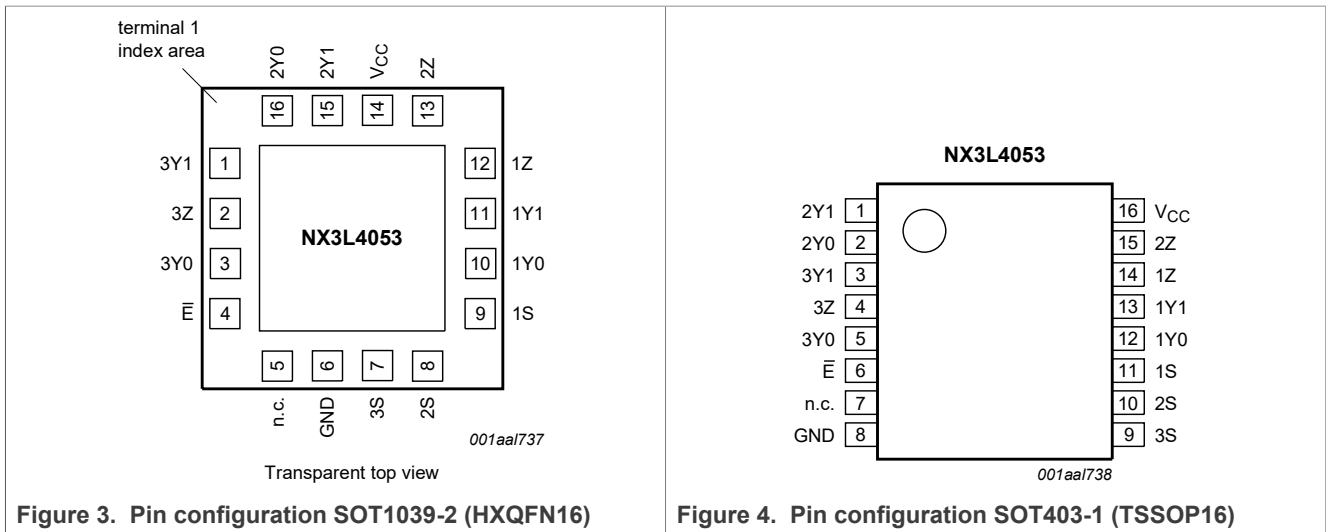 terminal 1
index area
2Y0
2Y1
VCC
2Z
16
15
14
13
3Y1 1
3Z 2
3Y0 3
E̅ 4
NX3L4053
12 1Z
11 1Y1
10 1Y0
9 1S
5
6
7
8
n.c.
GND
3S
2S
001aal737
Transparent top view
Figure 3. Pin configuration SOT1039-2 (HXQFN16)
NX3L4053
2Y1 1
2Y0 2
3Y1 3
3Z 4
3Y0 5
E̅ 6
n.c. 7
GND 8
16 VCC
15 2Z
14 1Z
13 1Y1
12 1Y0
11 1S
10 2S
9 3S
001aal738
Figure 4. Pin configuration SOT403-1 (TSSOP16)